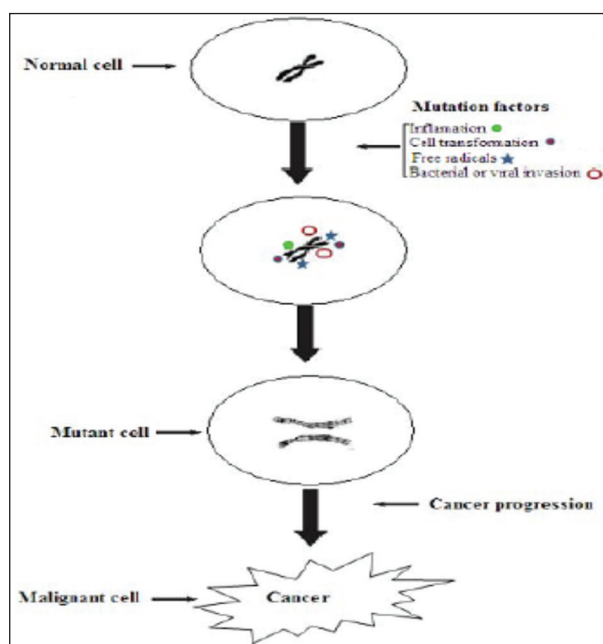 Normal cell
Mutation factors
Inflamation
Cell transformation
Free radicals
Bacterial or viral invasion
Mutant cell
Cancer progression
Malignant cell
Cancer